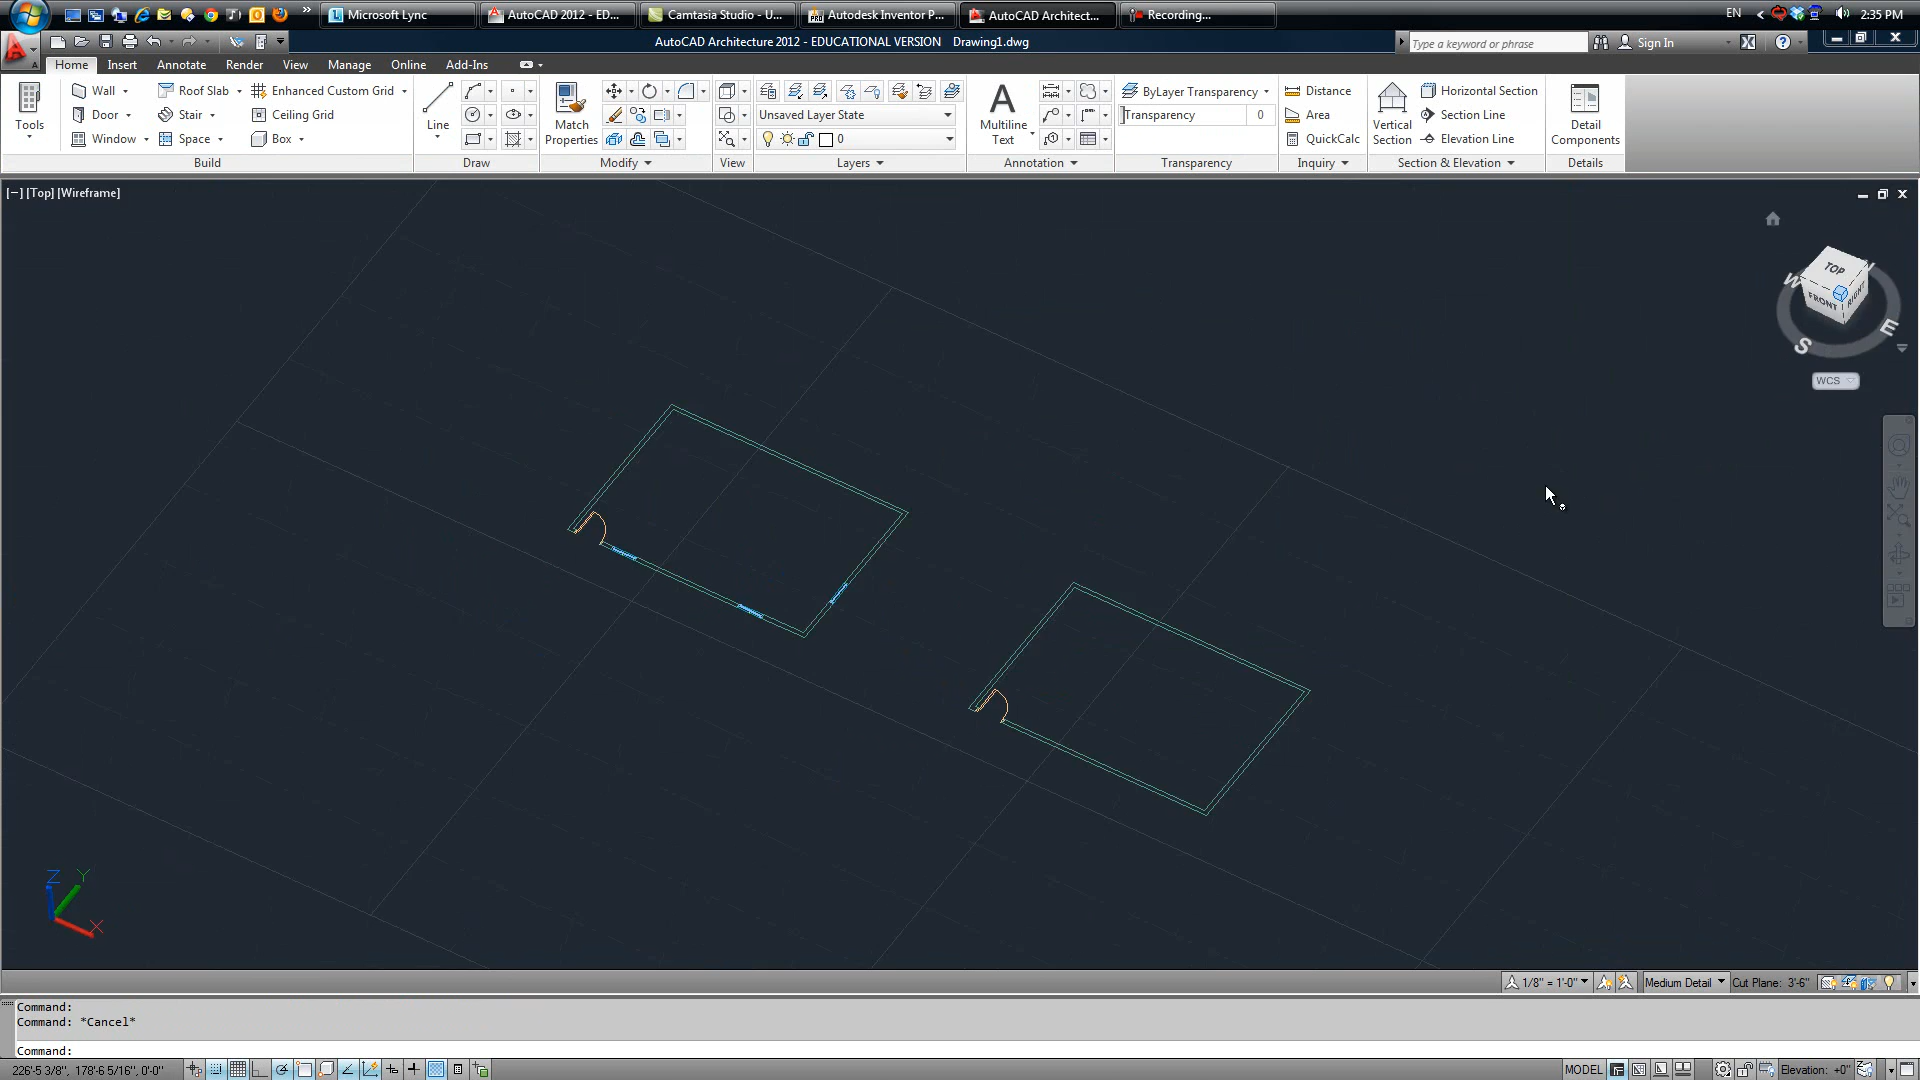 Microsoft Lync
AutoCAD 2012 - ED...
Camtasia Studio - U...
Autodesk Inventor P...
AutoCAD Architect...
Recording...
EN
2:35 PM
AutoCAD Architecture 2012 - EDUCATIONAL VERSION Drawing1.dwg
Type a keyword or phrase
Sign In
Home
Insert
Annotate
Render
View
Manage
Online
Add-Ins
Tools
Wall
Door
Window
Roof Slab
Stair
Space
Enhanced Custom Grid
Ceiling Grid
Box
Build
Line
Draw
Match
Properties
Modify
View
Unsaved Layer State
0
Layers
Multiline
Text
Annotation
ByLayer Transparency
Transparency 0
Transparency
Distance
Area
QuickCalc
Inquiry
Vertical
Section
Horizontal Section
Section Line
Elevation Line
Section & Elevation
Detail
Components
Details
[−] [Top] [Wireframe]
TOP
FRONT
RIGHT
W
S
E
WCS
Z
Y
X
1/8" = 1'-0"
Medium Detail
Cut Plane: 3'-6"
Command:
Command: *Cancel*
Command:
226'-5 3/8", 178'-6 5/16", 0'-0"
MODEL
Elevation: +0"